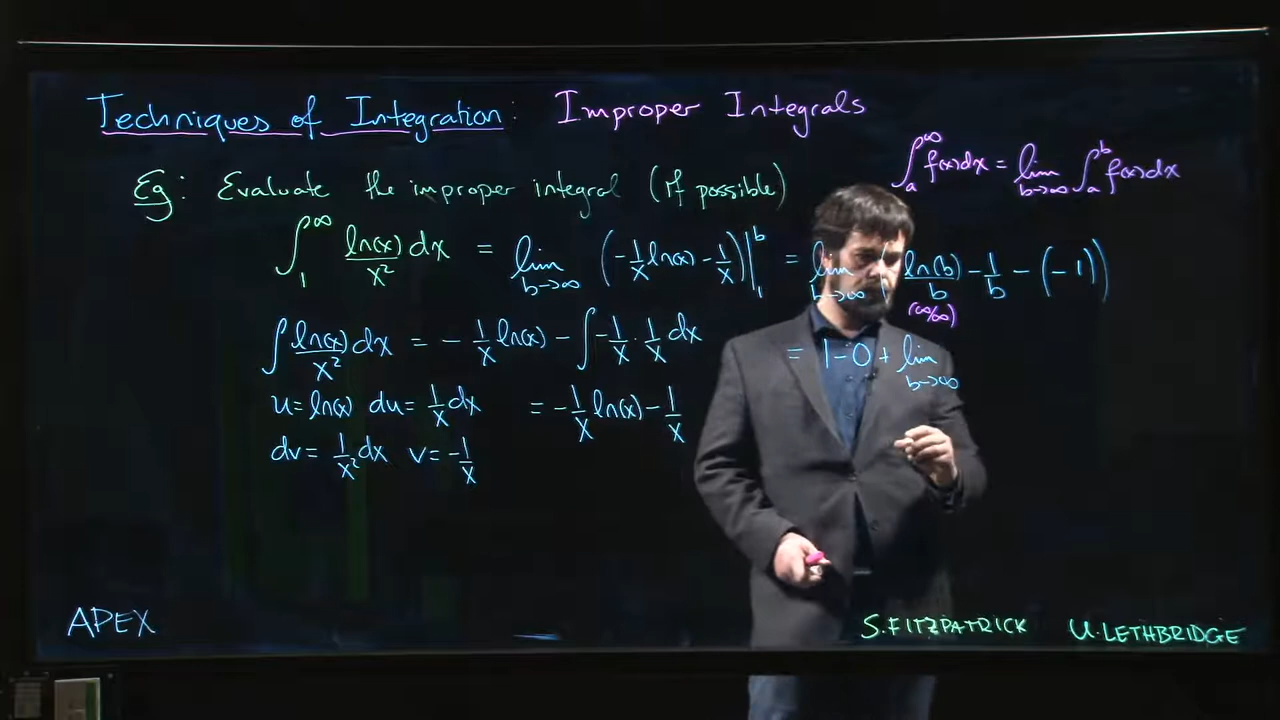 Techniques of Integration: Improper Integrals
∫_a^∞ f(x)dx = lim_{b→∞} ∫_a^b f(x)dx
Eg: Evaluate the improper integral (if possible)
∫_1^∞ ln(x)/x² dx = lim_{b→∞} (-1/x ln(x) - 1/x)|_1^b = lim_{b→∞} ( ln(b)/b - 1/b - (-1))
(∞/∞)
∫ ln(x)/x² dx = - 1/x ln(x) - ∫ -1/x · 1/x dx
= 1 - 0 + lim_{b→∞}
u = ln(x) du = 1/x dx = -1/x ln(x) - 1/x
dv = 1/x² dx v = -1/x
APEX
S. FITZPATRICK U. LETHBRIDGE